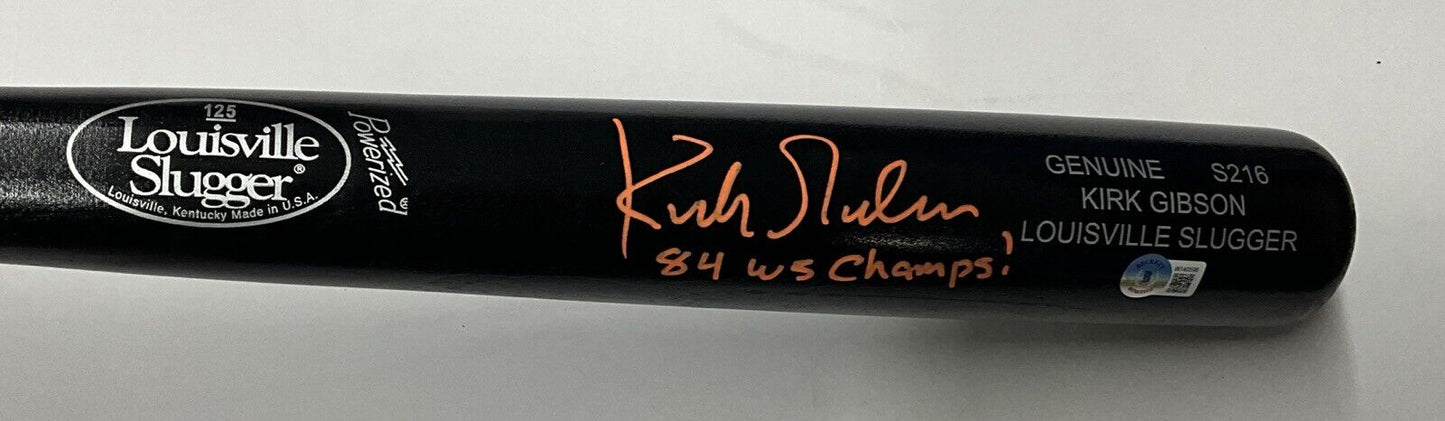 125
Louisville
Slugger®
Louisville, Kentucky Made in U.S.A.
Powerized
Kirk Gibson
84 WS Champs!
GENUINE S216
KIRK GIBSON
LOUISVILLE SLUGGER
BECKETT